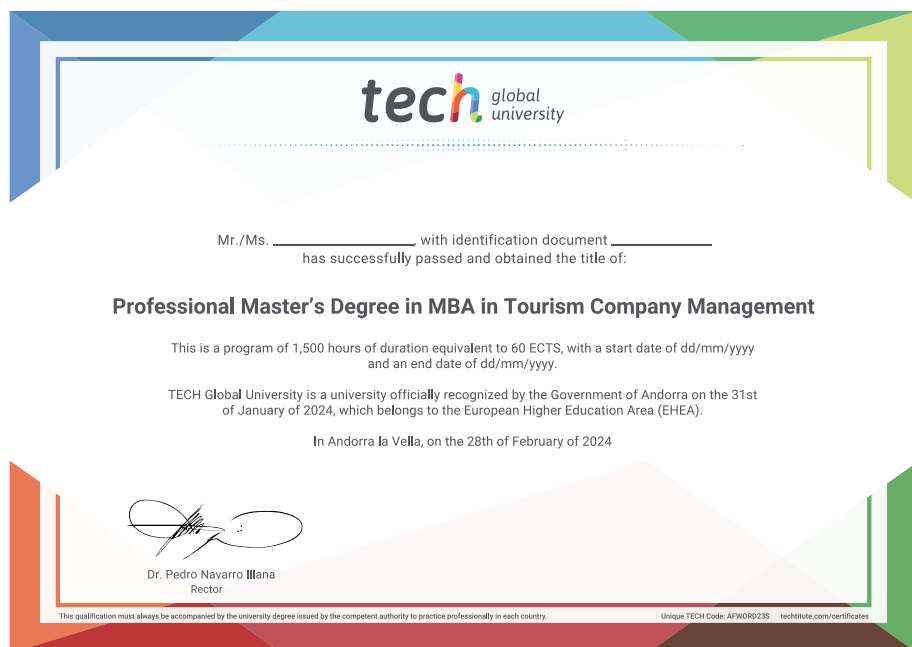 tech global university
Mr./Ms. ____________, with identification document ____________
has successfully passed and obtained the title of:
Professional Master's Degree in MBA in Tourism Company Management
This is a program of 1,500 hours of duration equivalent to 60 ECTS, with a start date of dd/mm/yyyy
and an end date of dd/mm/yyyy.
TECH Global University is a university officially recognized by the Government of Andorra on the 31st
of January of 2024, which belongs to the European Higher Education Area (EHEA).
In Andorra la Vella, on the 28th of February of 2024
Dr. Pedro Navarro Illana
Rector
This qualification must always be accompanied by the university degree issued by the competent authority to practice professionally in each country.
Unique TECH Code: AFWORD23S techtitute.com/certificates